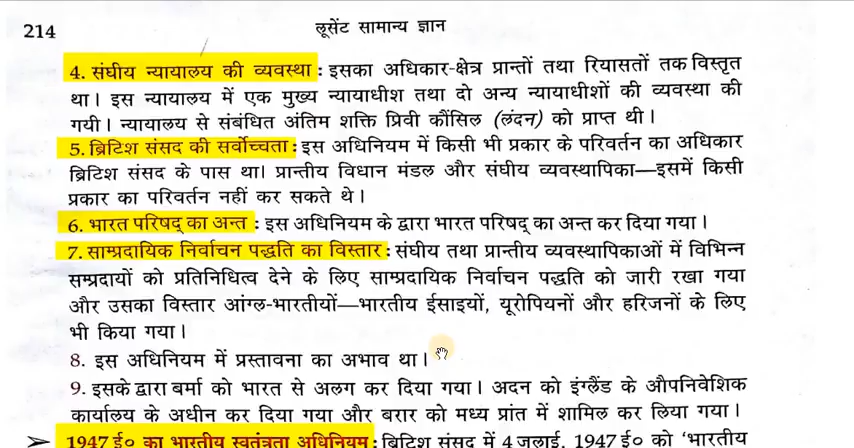 214 लूसेंट सामान्य ज्ञान
4. संघीय न्यायालय की व्यवस्था : इसका अधिकार-क्षेत्र प्रान्तों तथा रियासतों तक विस्तृत
था। इस न्यायालय में एक मुख्य न्यायाधीश तथा दो अन्य न्यायाधीशों की व्यवस्था की
गयी। न्यायालय से संबंधित अंतिम शक्ति प्रिवी कौंसिल (लंदन) को प्राप्त थी।
5. ब्रिटिश संसद की सर्वोच्चता : इस अधिनियम में किसी भी प्रकार के परिवर्तन का अधिकार
ब्रिटिश संसद के पास था। प्रान्तीय विधान मंडल और संघीय व्यवस्थापिका—इसमें किसी
प्रकार का परिवर्तन नहीं कर सकते थे।
6. भारत परिषद् का अन्त : इस अधिनियम के द्वारा भारत परिषद् का अन्त कर दिया गया।
7. साम्प्रदायिक निर्वाचन पद्धति का विस्तार : संघीय तथा प्रान्तीय व्यवस्थापिकाओं में विभिन्न
सम्प्रदायों को प्रतिनिधित्व देने के लिए साम्प्रदायिक निर्वाचन पद्धति को जारी रखा गया
और उसका विस्तार आंग्ल-भारतीयों—भारतीय ईसाइयों, यूरोपियनों और हरिजनों के लिए
भी किया गया।
8. इस अधिनियम में प्रस्तावना का अभाव था।
9. इसके द्वारा बर्मा को भारत से अलग कर दिया गया। अदन को इंग्लैंड के औपनिवेशिक
कार्यालय के अधीन कर दिया गया और बरार को मध्य प्रांत में शामिल कर लिया गया।
➢ 1947 ई० का भारतीय स्वतंत्रता अधिनियम : ब्रिटिश संसद में 4 जुलाई, 1947 ई० को 'भारतीय